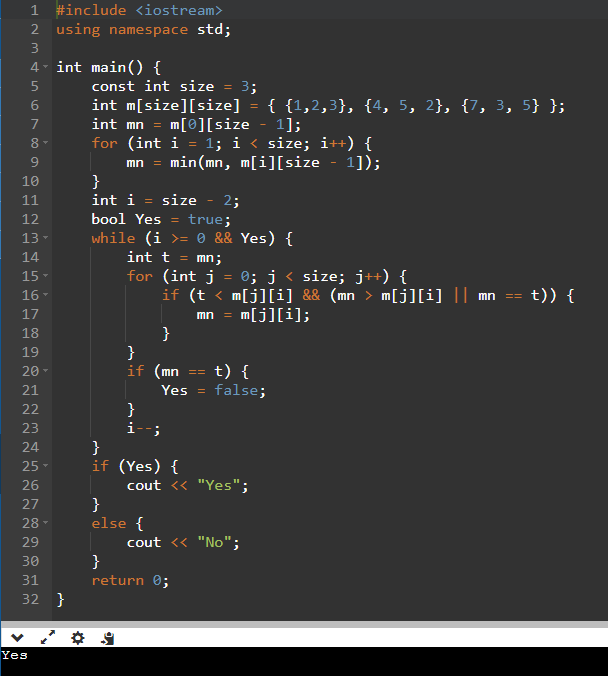 1 #include <iostream>
2 using namespace std;
3
4 int main() {
5     const int size = 3;
6     int m[size][size] = { {1,2,3}, {4, 5, 2}, {7, 3, 5} };
7     int mn = m[0][size - 1];
8     for (int i = 1; i < size; i++) {
9         mn = min(mn, m[i][size - 1]);
10     }
11     int i = size - 2;
12     bool Yes = true;
13     while (i >= 0 && Yes) {
14         int t = mn;
15         for (int j = 0; j < size; j++) {
16             if (t < m[j][i] && (mn > m[j][i] || mn == t)) {
17                 mn = m[j][i];
18             }
19         }
20         if (mn == t) {
21             Yes = false;
22         }
23         i--;
24     }
25     if (Yes) {
26         cout << "Yes";
27     }
28     else {
29         cout << "No";
30     }
31     return 0;
32 }
Yes